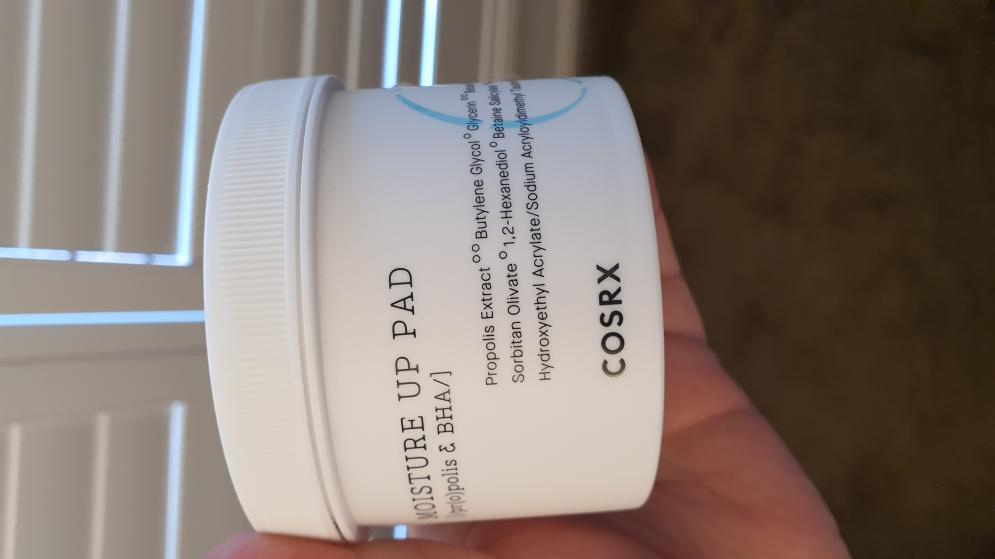 MOISTURE UP PAD
[pr(o)polis & BHA/]
Propolis Extract °° Butylene Glycol ° Glycerin °°
Sorbitan Olivate ° 1,2-Hexanediol ° Betaine Salicylate
Hydroxyethyl Acrylate/Sodium Acryloyldimethyl
COSRX